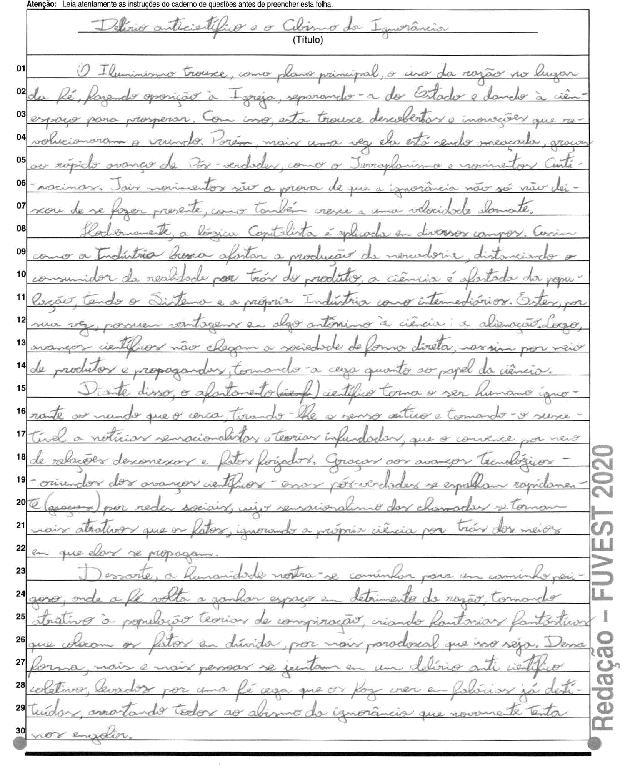 Atenção: Leia atentamente as instruções do caderno de questões antes de preencher esta folha.
Delírio anticientífico e o Abismo da Ignorância
(Título)
01 O Iluminismo trouxe, como plano principal, o uso da razão no lugar
02 da fé, fazendo oposição à Igreja, separando-a do Estado e dando à ciên-
03 espaço para prosperar. Com isso, esta trouxe descobertas e inovações que re-
04 volucionaram o mundo. Porém, mais uma vez ela está sendo ameaçada, graças
05 ao rápido avanço de Pós-verdades, como o Terraplanismo e movimentos Anti-
06 -vacinas. Tais movimentos são a prova de que a ignorância não só não dei-
07 xou de se fazer presente, como também cresce a uma velocidade alarmante.
08 Hodiernamente, a lógica Capitalista é aplicada em diversos campos. Assim
09 como a Indústria busca afastar a produção da mercadoria, distanciando o
10 consumidor da realidade por trás do produto, a ciência é afastada da popu-
11 lação, tendo o Sistema e a própria Indústria como intermediários. Estes, por
12 sua vez, possuem vantagens em algo antônimo à ciência: a alienação. Logo,
13 avanços científicos não chegam a sociedade de forma direta, mas sim por meio
14 de produtos e propagandas, tornando-a cega quanto ao papel da ciência.
15 Diante disso, o afastamento científico torna o ser humano igno-
16 rante ao mundo que o cerca, tirando-lhe o senso crítico e tornando-o susce-
17 tível a notícias sensacionalistas e teorias infundadas, que o convence por meio
18 de relações desconexas e fatos forjados. Graças aos avanços tecnológicos -
19 -oriundos dos avanços científicos- essas pós-verdades se espalham rapidamen-
20 te por redes sociais, cujo sensacionalismo das chamadas se tornam
21 mais atrativos que os fatos, ignorando a própria ciência por trás dos meios
22 em que elas se propagam.
23 Dessarte, a humanidade mostra-se caminhar para um caminho peri-
24 goso, onde a fé volta a ganhar espaço em detrimento da razão, tornando
25 atrativo à população teorias de conspiração, criando fantasias fantásticas
26 que colocam os fatos em dúvida, por mais paradoxal que isso seja. Dessa
27 forma, mais e mais pessoas se juntam em um delírio anti científico
28 coletivo, levados por uma fé cega que os faz crer em falácias já desti-
29 tuídas, arrastando todos ao abismo da ignorância que novamente tenta
30 nos engolir.
Redação – FUVEST 2020